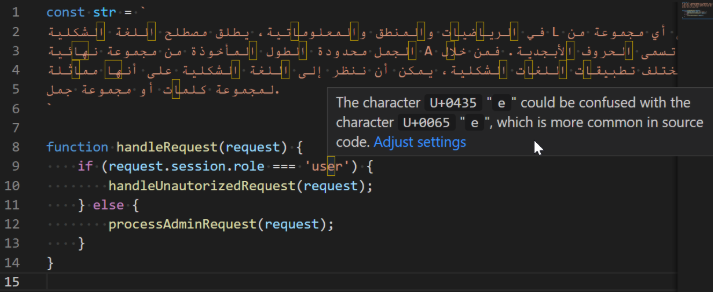 1 const str = `
2 في الرياضيات والمنطق والمعلوماتية، يطلق مصطلح اللغة الشكلية L أي مجموعة من
3 الجمل محدودة الطول المأخوذة من مجموعة نهائية A تسمى الحروف الأبجدية. فمن خلال
4 تطبيقات اللغات الشكلية، يمكن أن ننظر إلى اللغة الشكلية على أنها مماثلة
5 لمجموعة كلمات أو مجموعة جمل.
6 `
The character U+0435 "е" could be confused with the
character U+0065 "e", which is more common in source
code. Adjust settings
7
8 function handleRequest(request) {
9 if (request.session.role === 'usеr') {
10 handleUnautorizedRequest(request);
11 } else {
12 processAdminRequest(request);
13 }
14 }
15